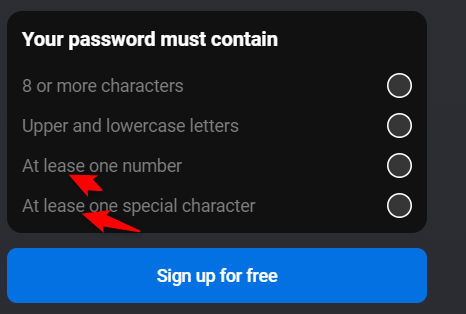 Your password must contain
8 or more characters
Upper and lowercase letters
At lease one number
At lease one special character
Sign up for free